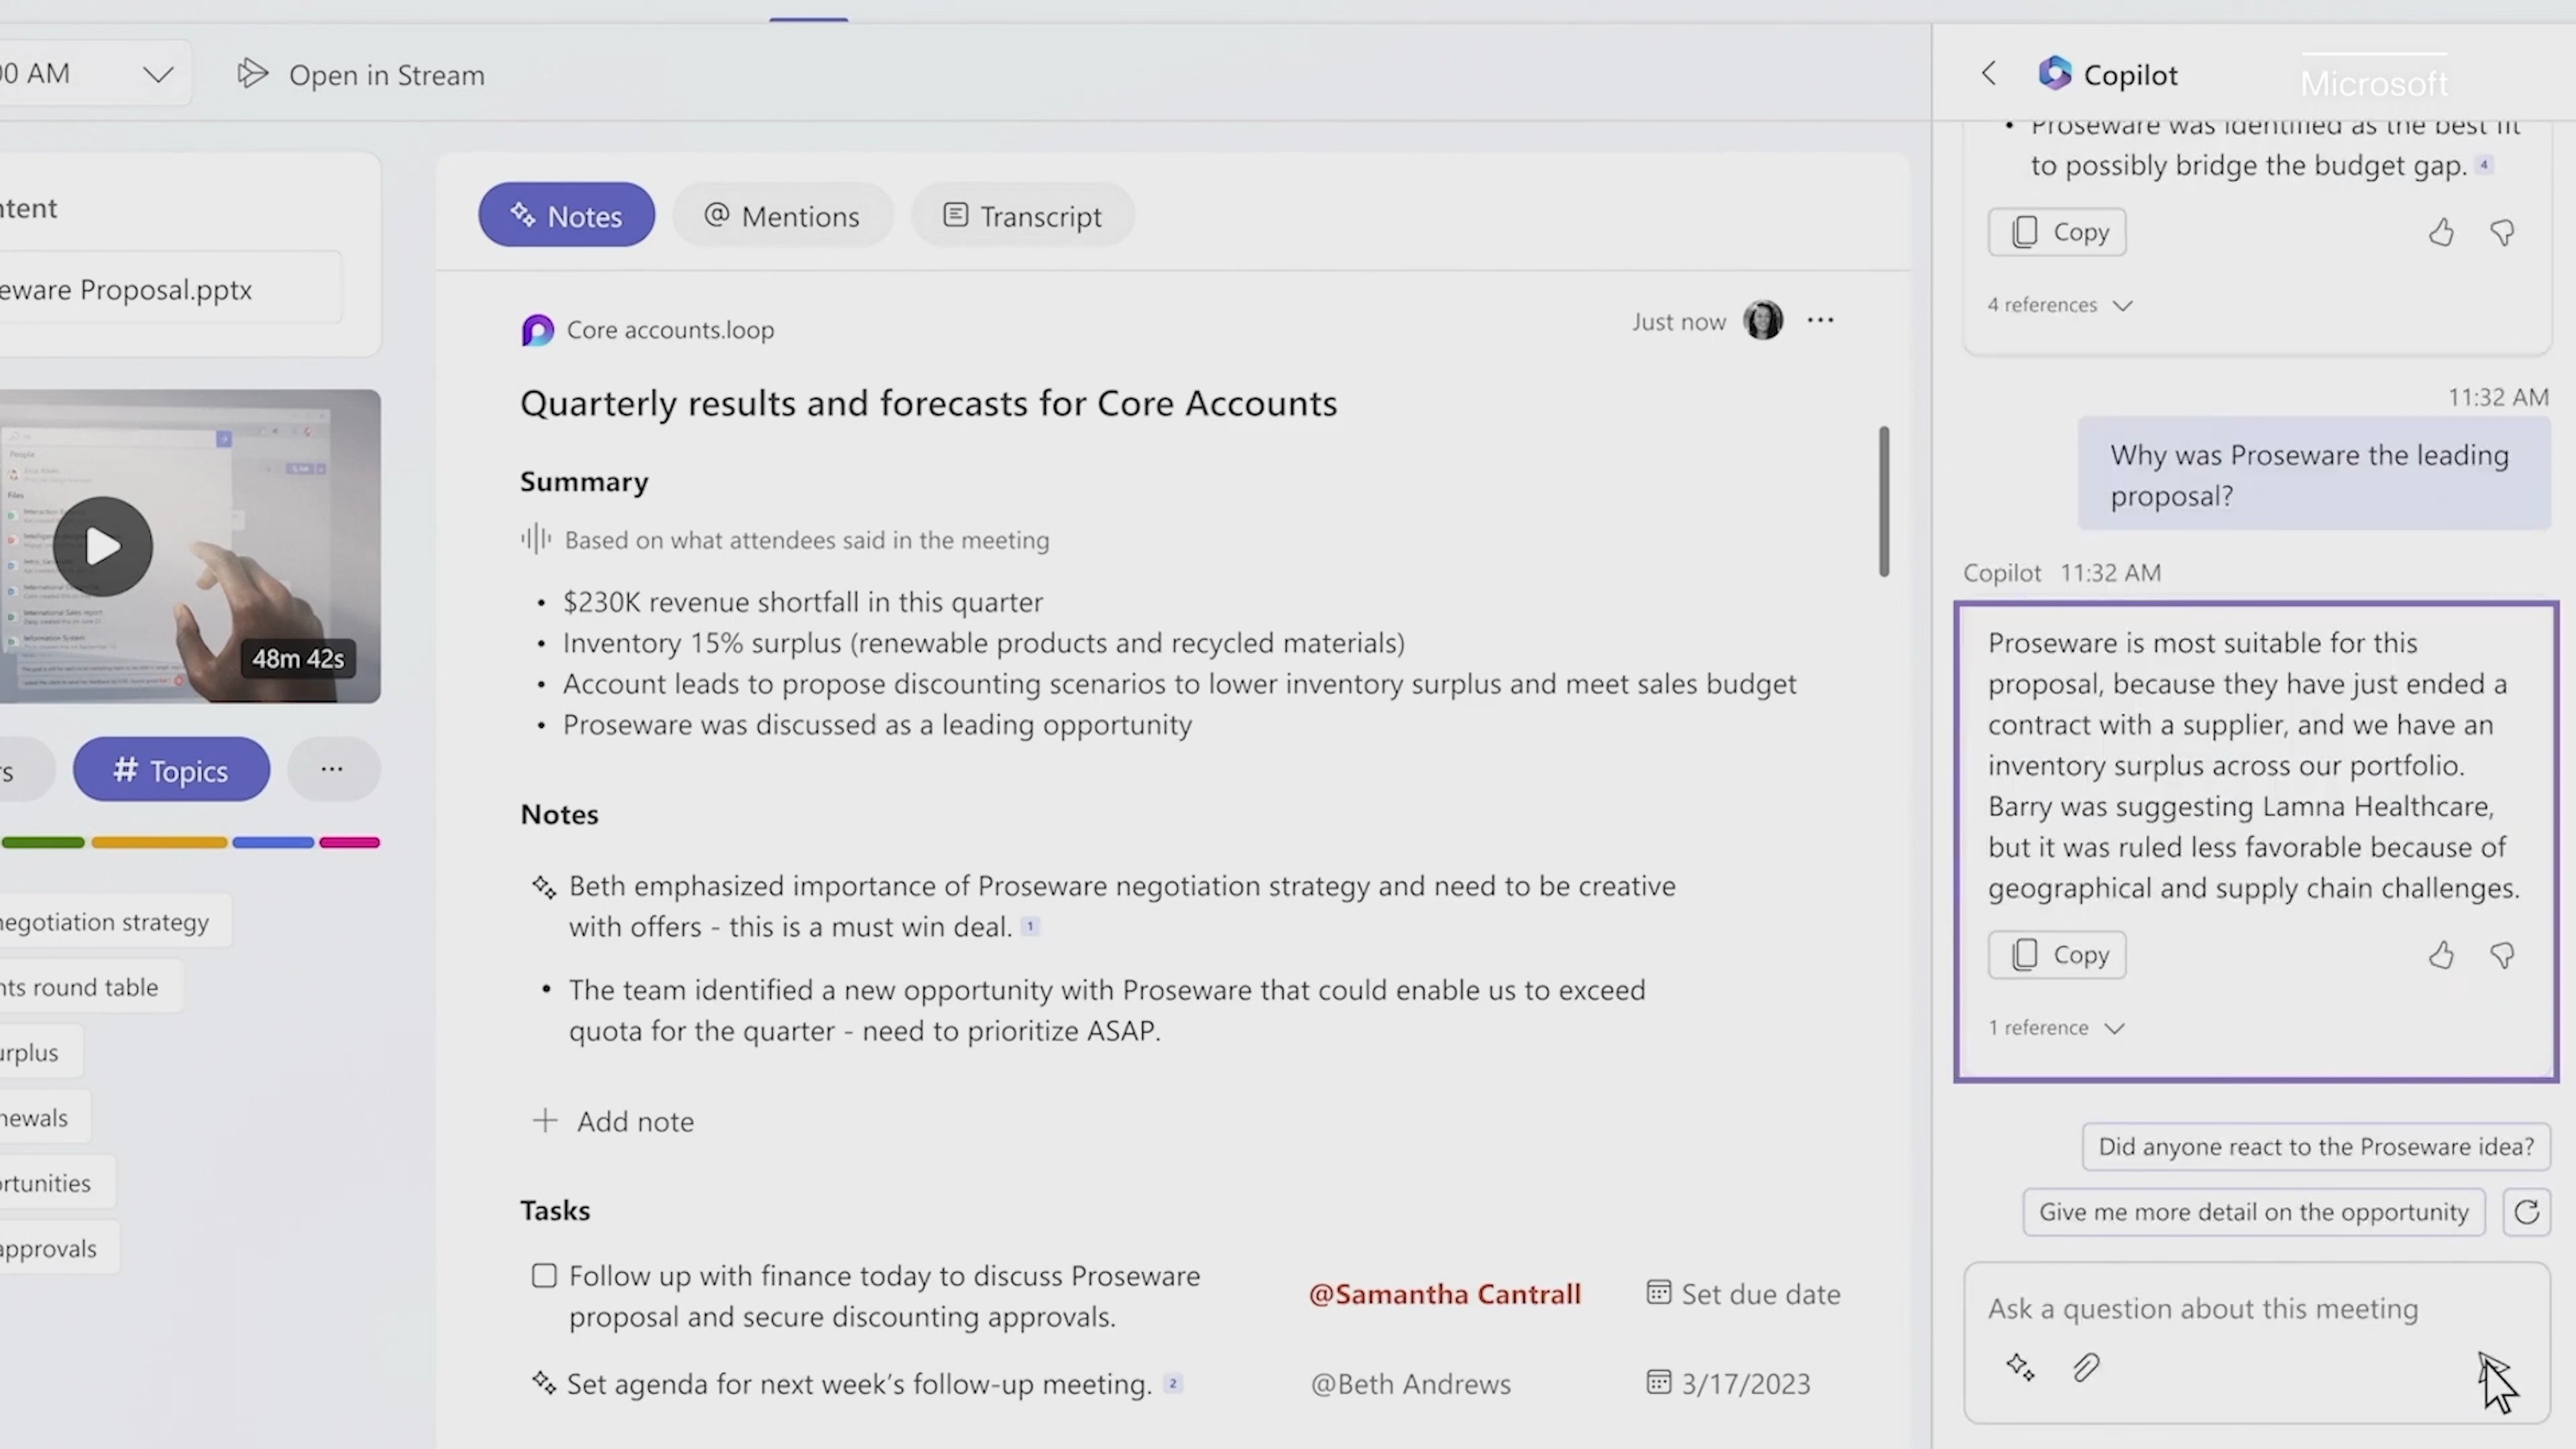 00 AM
Open in Stream
ntent
eware Proposal.pptx
People
Files
48m 42s
rs
# Topics
...
negotiation strategy
nts round table
urplus
newals
rtunities
approvals
Notes
@ Mentions
Transcript
Core accounts.loop
Just now
Quarterly results and forecasts for Core Accounts
Summary
Based on what attendees said in the meeting
• $230K revenue shortfall in this quarter
• Inventory 15% surplus (renewable products and recycled materials)
• Account leads to propose discounting scenarios to lower inventory surplus and meet sales budget
• Proseware was discussed as a leading opportunity
Notes
Beth emphasized importance of Proseware negotiation strategy and need to be creative
with offers - this is a must win deal. 1
• The team identified a new opportunity with Proseware that could enable us to exceed
quota for the quarter - need to prioritize ASAP.
+ Add note
Tasks
Follow up with finance today to discuss Proseware
proposal and secure discounting approvals.
@Samantha Cantrall
Set due date
Set agenda for next week's follow-up meeting. 2
@Beth Andrews
3/17/2023
Copilot
Microsoft
• Proseware was identified as the best fit
to possibly bridge the budget gap. 4
Copy
4 references
11:32 AM
Why was Proseware the leading
proposal?
Copilot 11:32 AM
Proseware is most suitable for this
proposal, because they have just ended a
contract with a supplier, and we have an
inventory surplus across our portfolio.
Barry was suggesting Lamna Healthcare,
but it was ruled less favorable because of
geographical and supply chain challenges.
Copy
1 reference
Did anyone react to the Proseware idea?
Give me more detail on the opportunity
Ask a question about this meeting